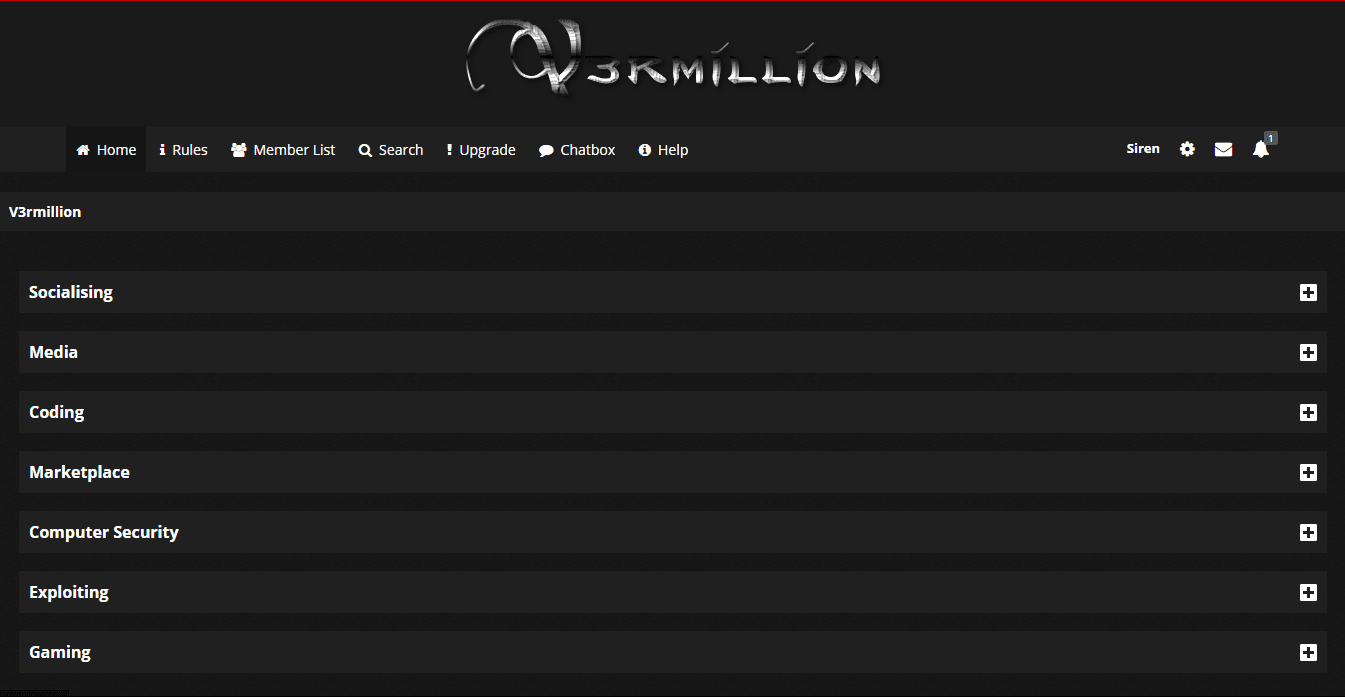 V3RMILLION
Home Rules Member List Search Upgrade Chatbox Help Siren 1
V3rmillion
Socialising
Media
Coding
Marketplace
Computer Security
Exploiting
Gaming